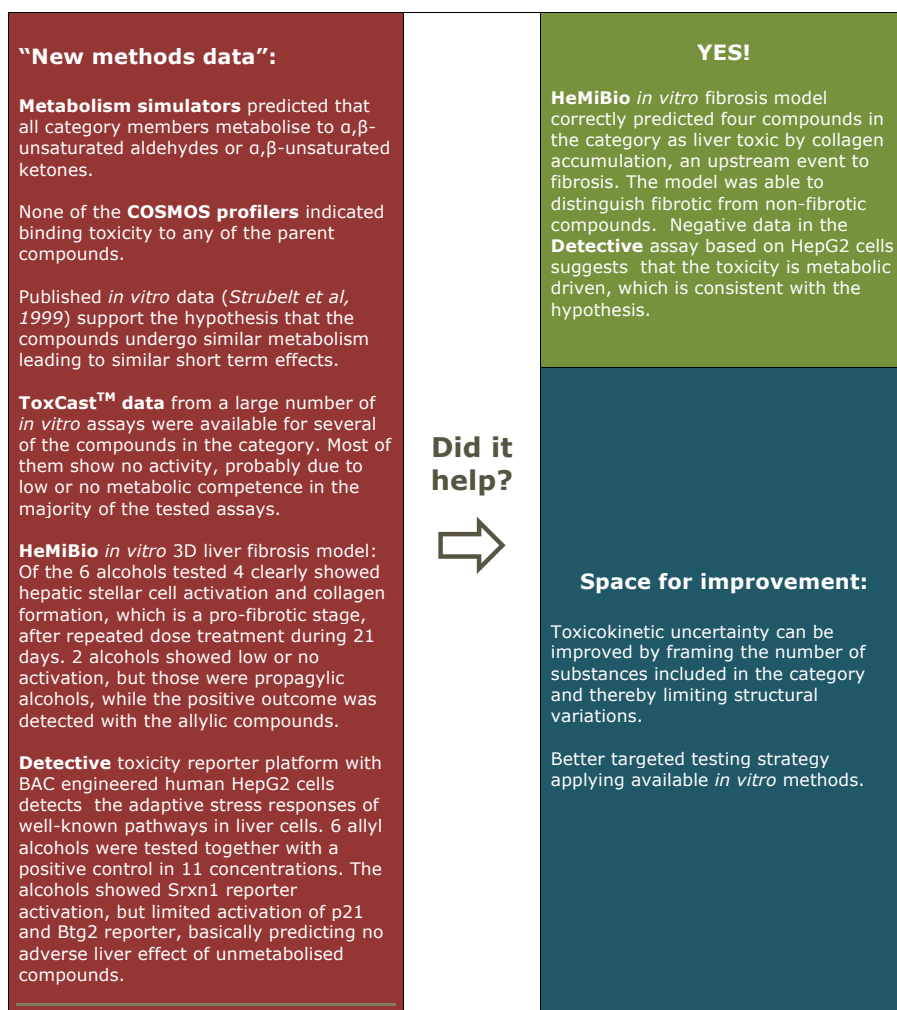 “New methods data”:
Metabolism simulators predicted that
all category members metabolise to α,β-
unsaturated aldehydes or α,β-unsaturated
ketones.
None of the COSMOS profilers indicated
binding toxicity to any of the parent
compounds.
Published in vitro data (Strubelt et al,
1999) support the hypothesis that the
compounds undergo similar metabolism
leading to similar short term effects.
ToxCast™ data from a large number of
in vitro assays were available for several
of the compounds in the category. Most of
them show no activity, probably due to
low or no metabolic competence in the
majority of the tested assays.
HeMiBio in vitro 3D liver fibrosis model:
Of the 6 alcohols tested 4 clearly showed
hepatic stellar cell activation and collagen
formation, which is a pro-fibrotic stage,
after repeated dose treatment during 21
days. 2 alcohols showed low or no
activation, but those were propagylic
alcohols, while the positive outcome was
detected with the allylic compounds.
Detective toxicity reporter platform with
BAC engineered human HepG2 cells
detects the adaptive stress responses of
well-known pathways in liver cells. 6 allyl
alcohols were tested together with a
positive control in 11 concentrations. The
alcohols showed Srxn1 reporter
activation, but limited activation of p21
and Btg2 reporter, basically predicting no
adverse liver effect of unmetabolised
compounds.
Did it
help?
YES!
HeMiBio in vitro fibrosis model
correctly predicted four compounds in
the category as liver toxic by collagen
accumulation, an upstream event to
fibrosis. The model was able to
distinguish fibrotic from non-fibrotic
compounds. Negative data in the
Detective assay based on HepG2 cells
suggests that the toxicity is metabolic
driven, which is consistent with the
hypothesis.
Space for improvement:
Toxicokinetic uncertainty can be
improved by framing the number of
substances included in the category
and thereby limiting structural
variations.
Better targeted testing strategy
applying available in vitro methods.